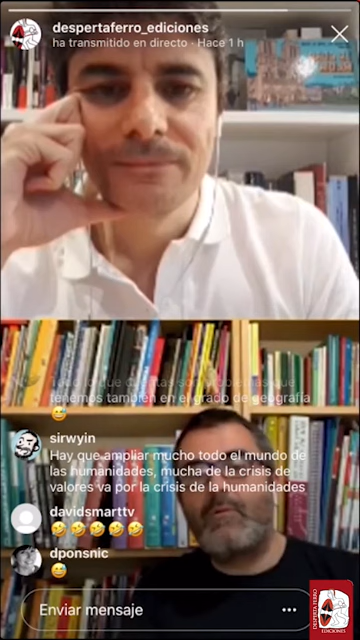 despertaferro_ediciones
ha transmitido en directo · Hace 1 h
tenemos también en el grado de geografía
😅
sirwyin
Hay que ampliar mucho todo el mundo de
las humanidades, mucha de la crisis de
valores va por la crisis de la humanidades
davidsmarttv
🤣🤣🤣🤣🤣
dponsnic
😅
Enviar mensaje
DESPERTA FERRO
EDICIONES